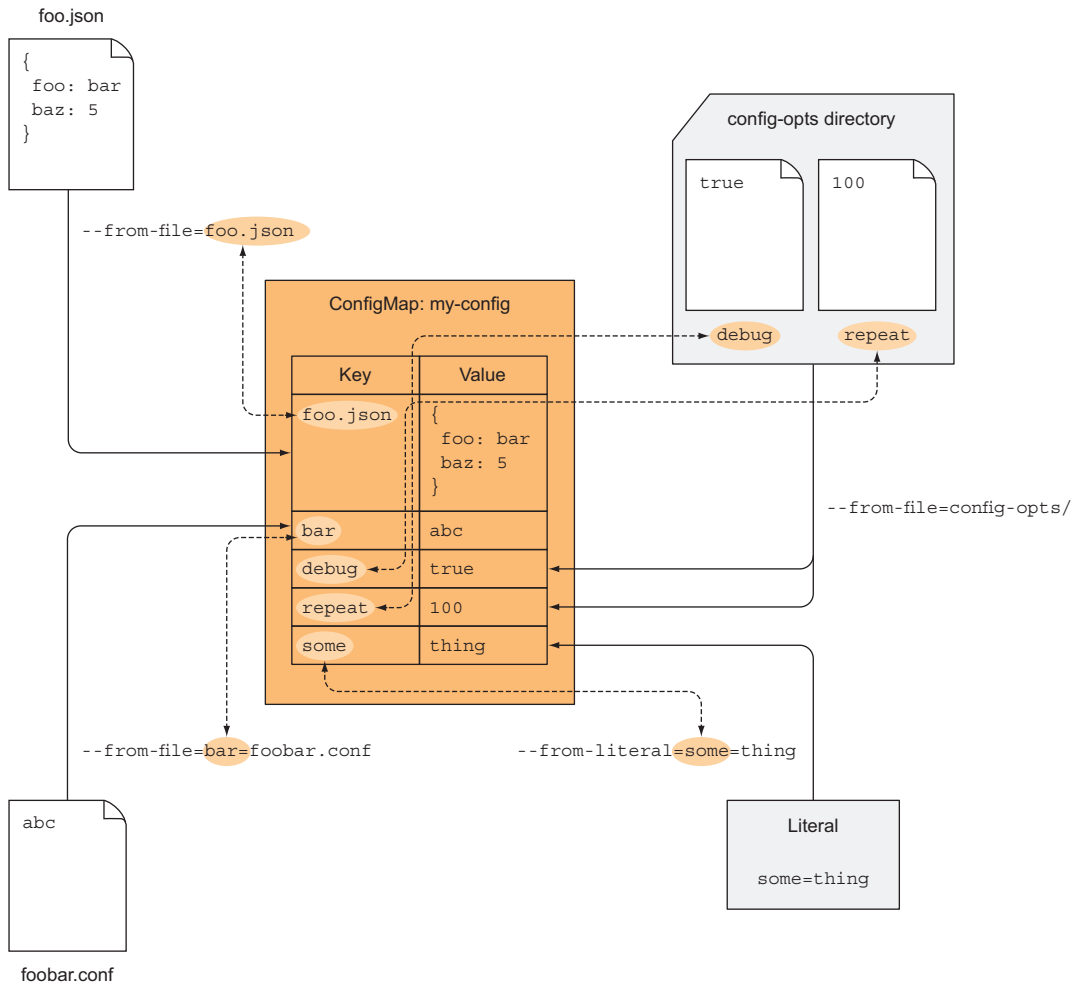 foo.json
{
foo: bar
baz: 5
}
--from-file=foo.json
config-opts directory
true
100
debug
repeat
ConfigMap: my-config
Key
Value
foo.json
{
foo: bar
baz: 5
}
bar
abc
debug
true
repeat
100
some
thing
--from-file=config-opts/
--from-file=bar=foobar.conf
--from-literal=some=thing
abc
foobar.conf
Literal
some=thing